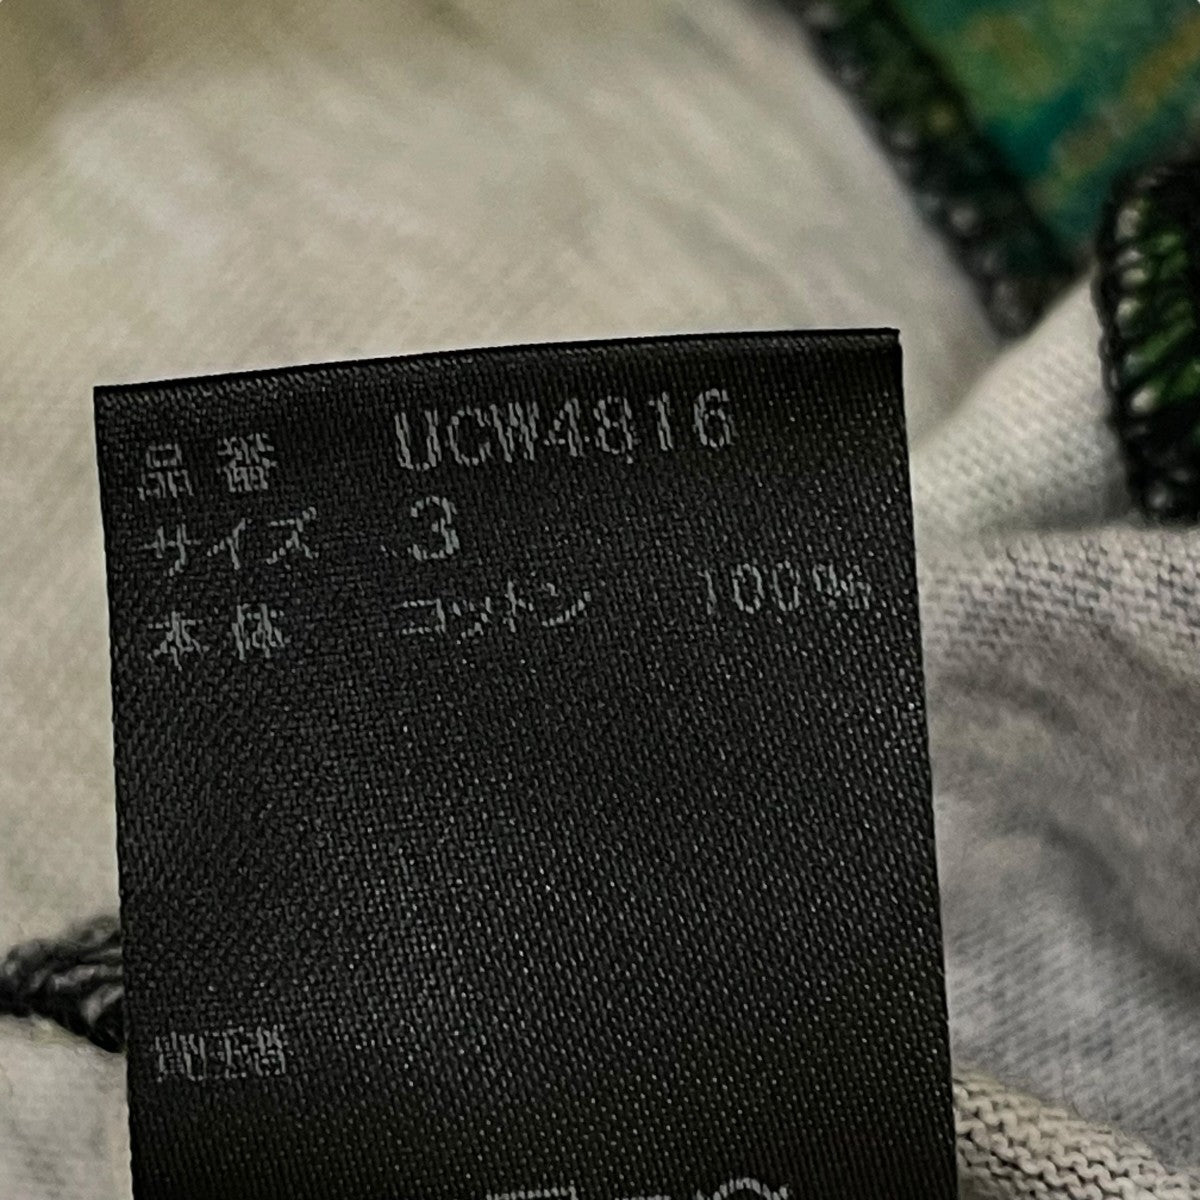 品番 UCW4816
サイズ 3
本体 コットン 100%